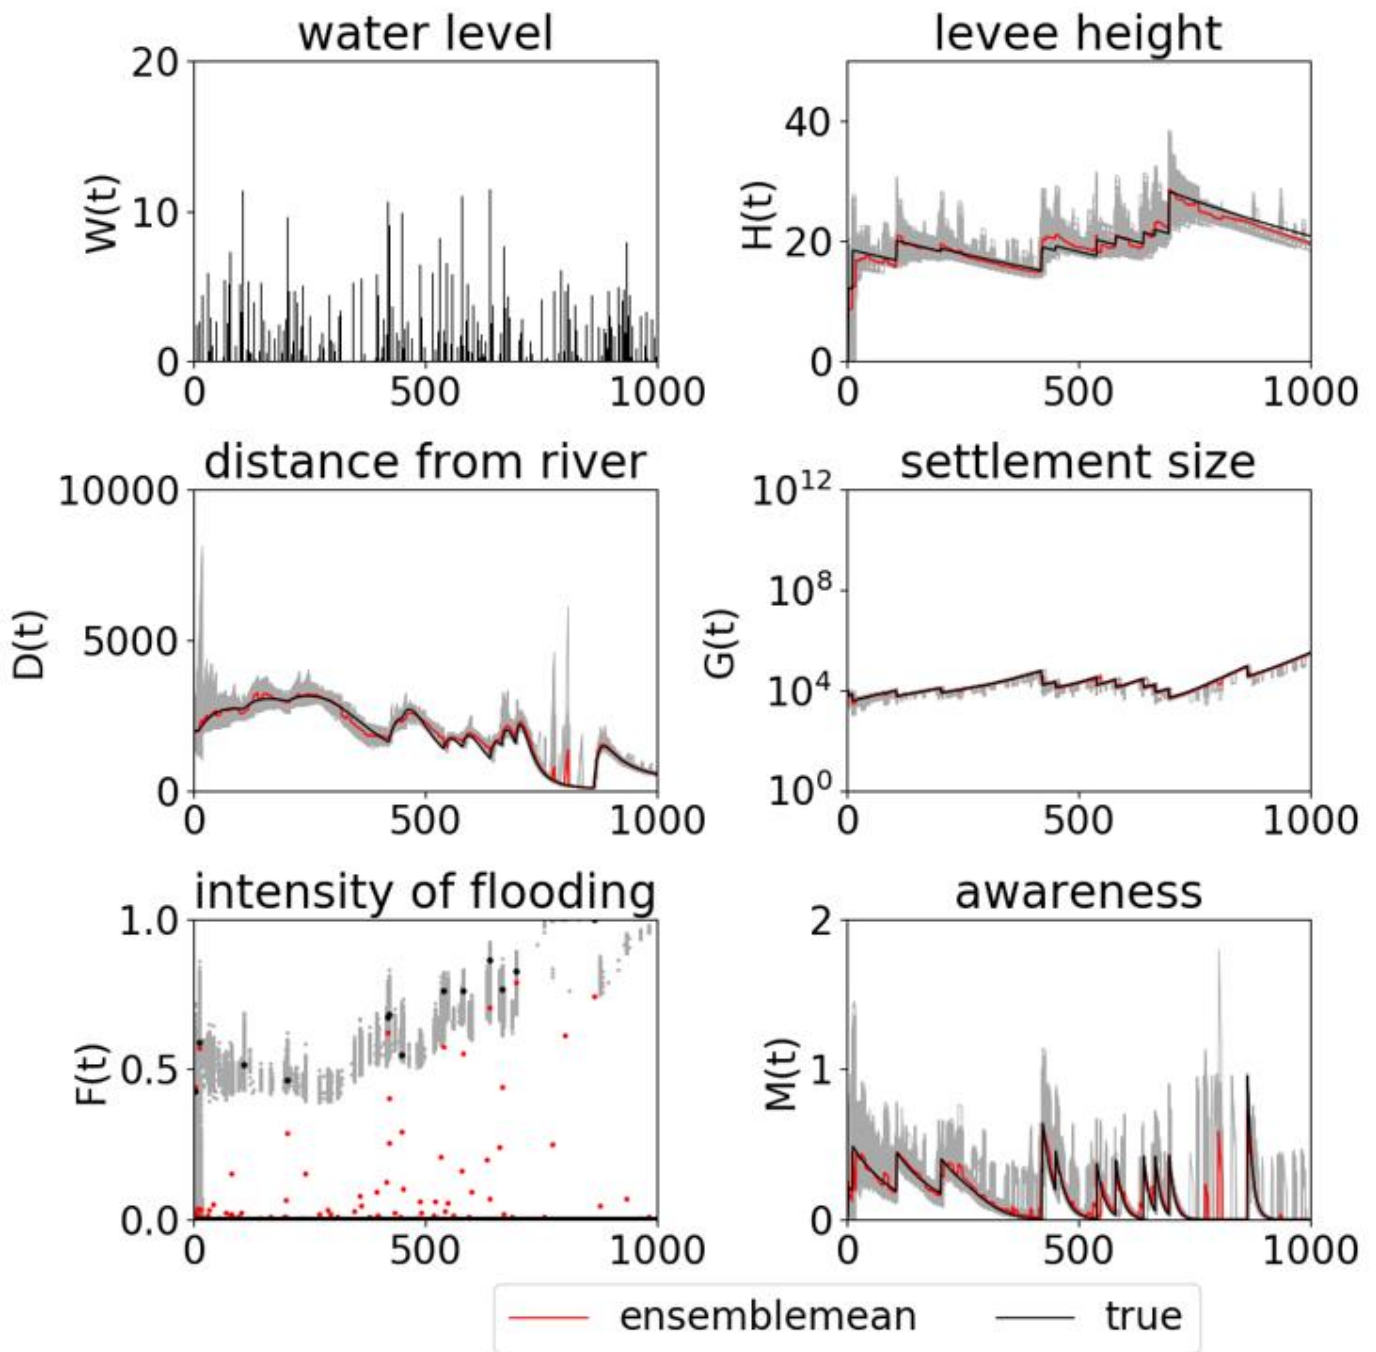 water level
levee height
20
10
0
W(t)
0 500 1000
40
20
0
H(t)
0 500 1000
distance from river
settlement size
10000
5000
0
D(t)
0 500 1000
10^12
10^8
10^4
10^0
G(t)
0 500 1000
intensity of flooding
awareness
1.0
0.5
0.0
F(t)
0 500 1000
2
1
0
M(t)
0 500 1000
ensemblemean true